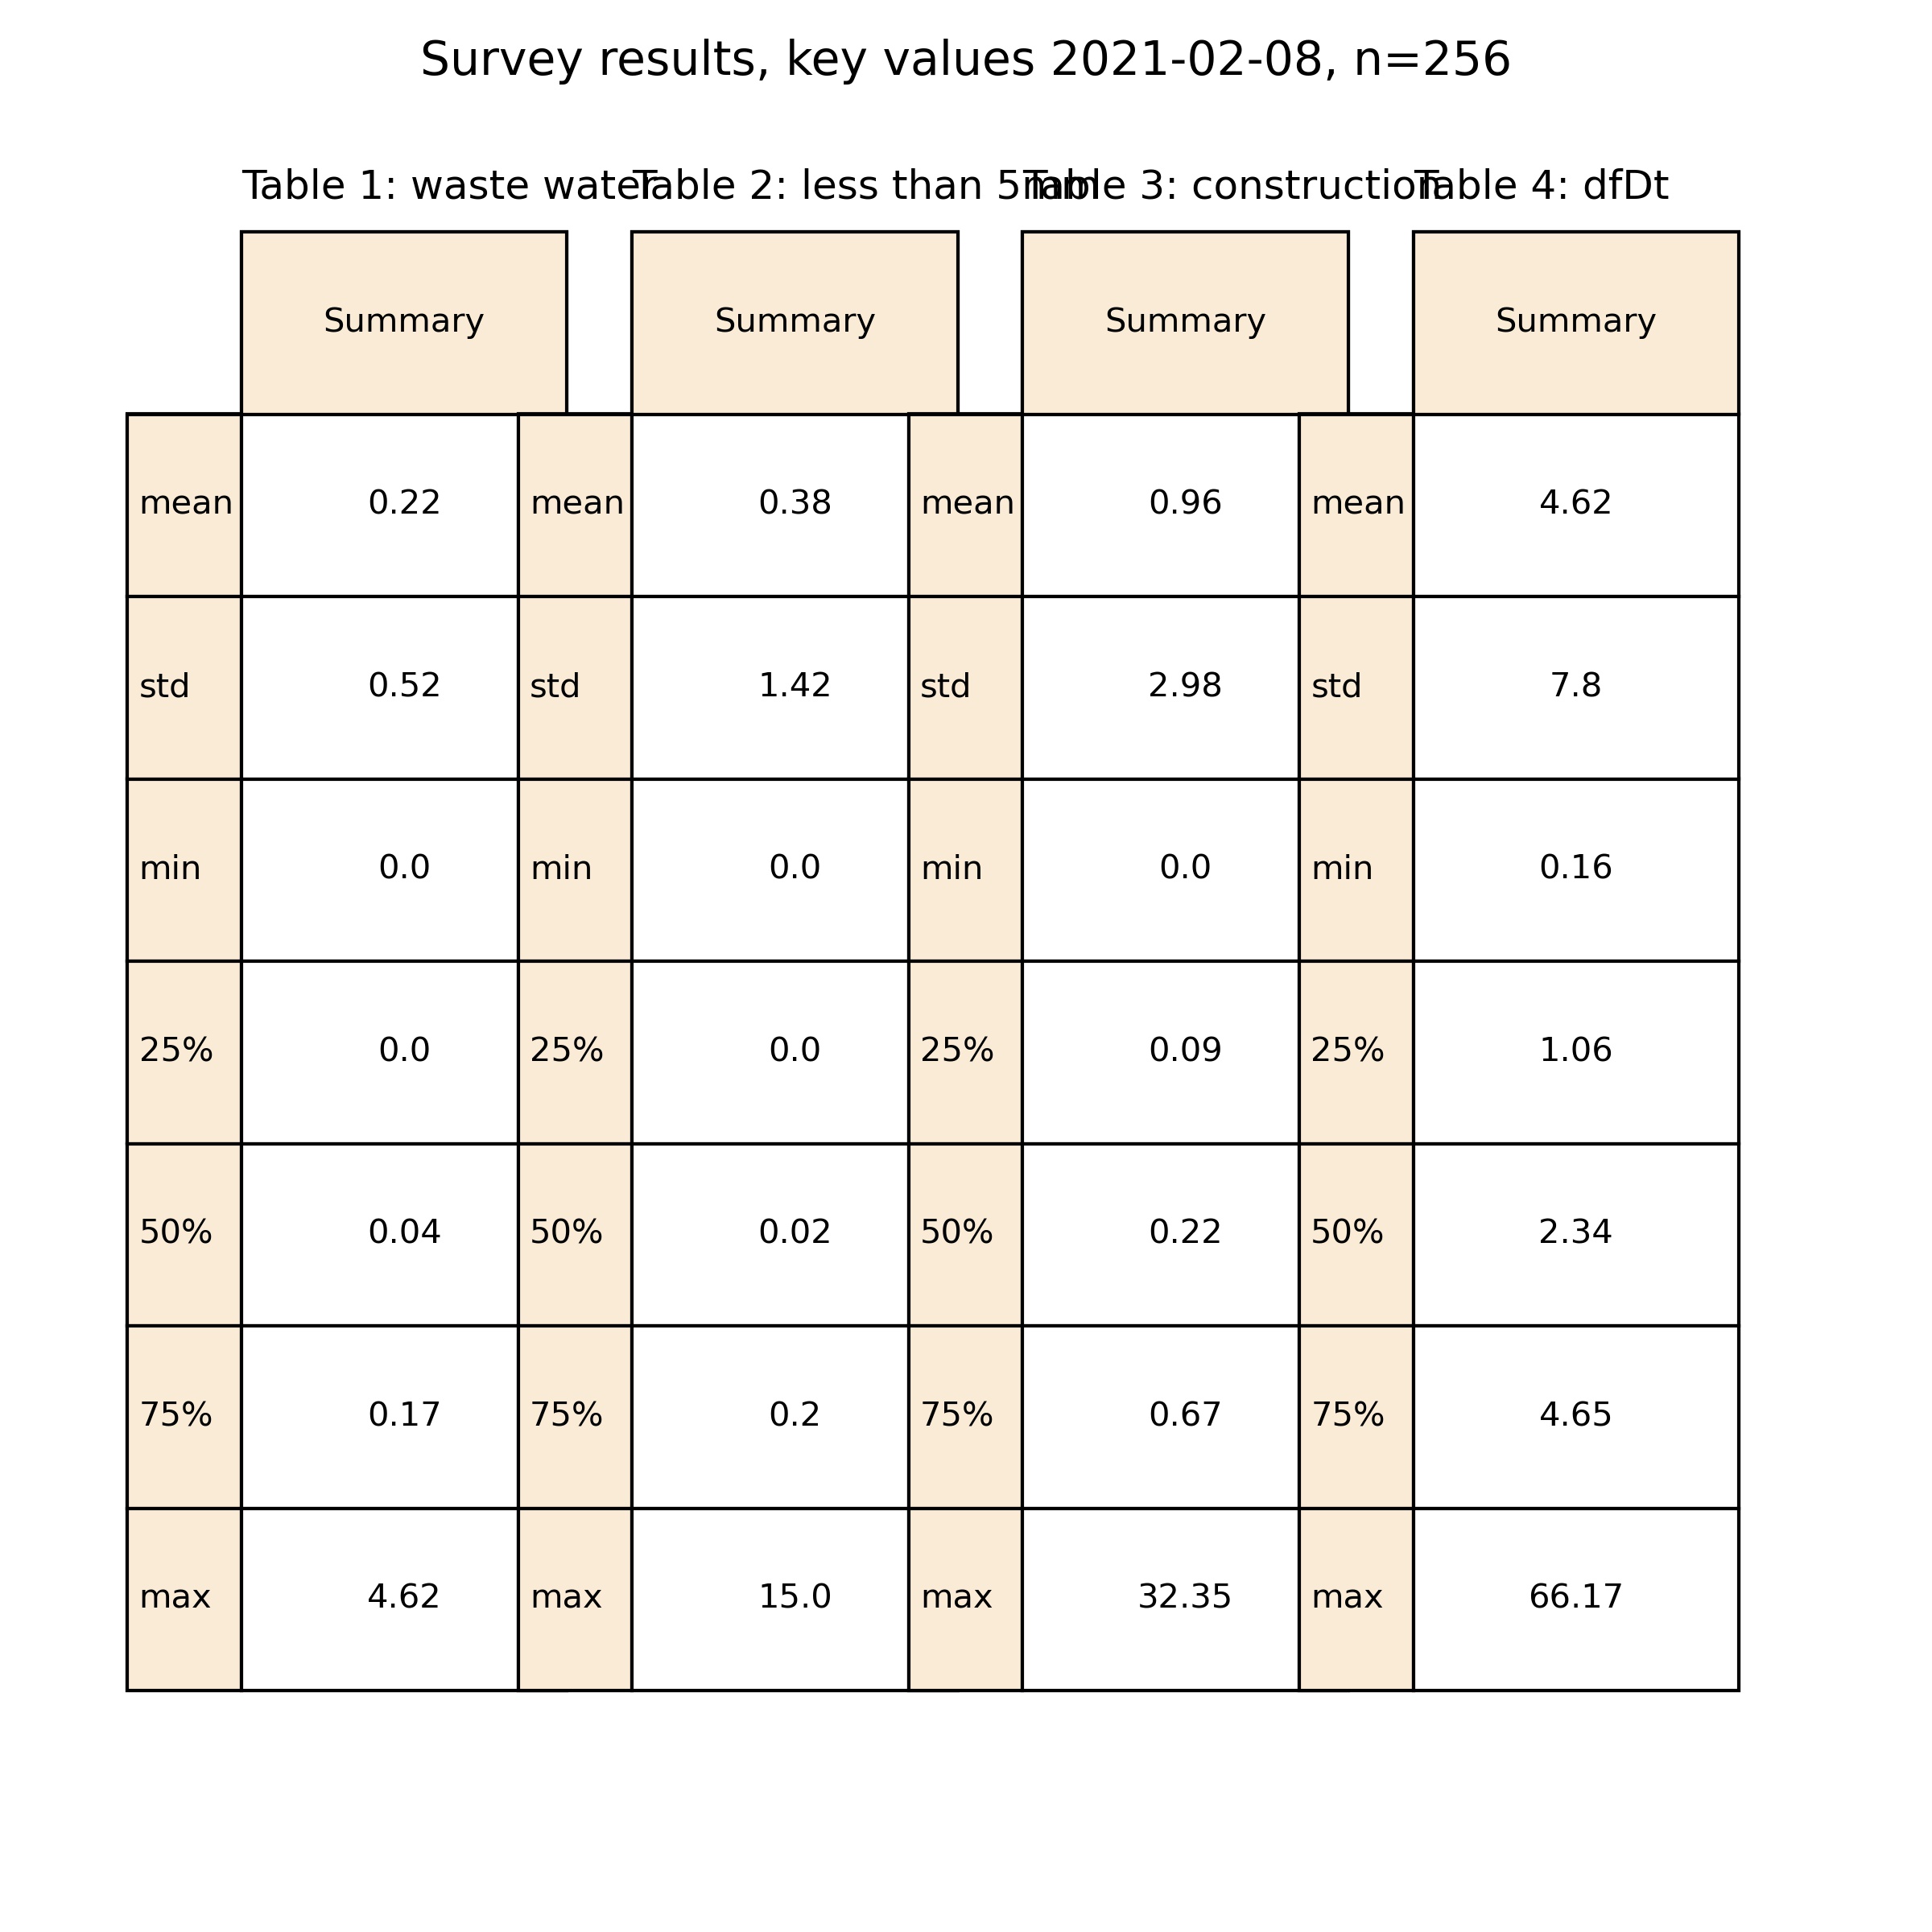 Survey results, key values 2021-02-08, n=256
Table 1: waste water Table 2: less than 5mm Table 3: construction Table 4: dfDt
Summary Summary Summary Summary
mean 0.22 mean 0.38 mean 0.96 mean 4.62
std 0.52 std 1.42 std 2.98 std 7.8
min 0.0 min 0.0 min 0.0 min 0.16
25% 0.0 25% 0.0 25% 0.09 25% 1.06
50% 0.04 50% 0.02 50% 0.22 50% 2.34
75% 0.17 75% 0.2 75% 0.67 75% 4.65
max 4.62 max 15.0 max 32.35 max 66.17